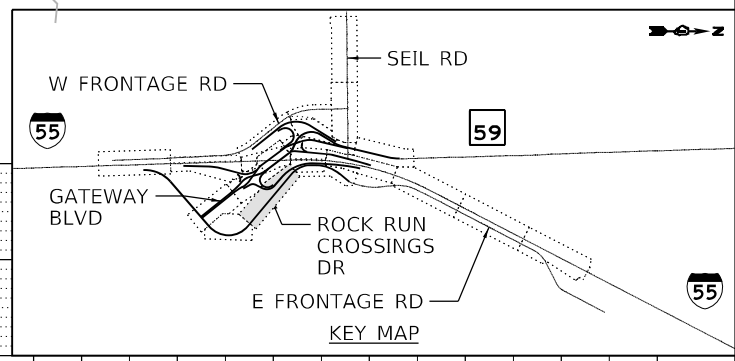 N
SEIL RD
W FRONTAGE RD
55
59
GATEWAY
BLVD
ROCK RUN
CROSSINGS
DR
E FRONTAGE RD
55
KEY MAP